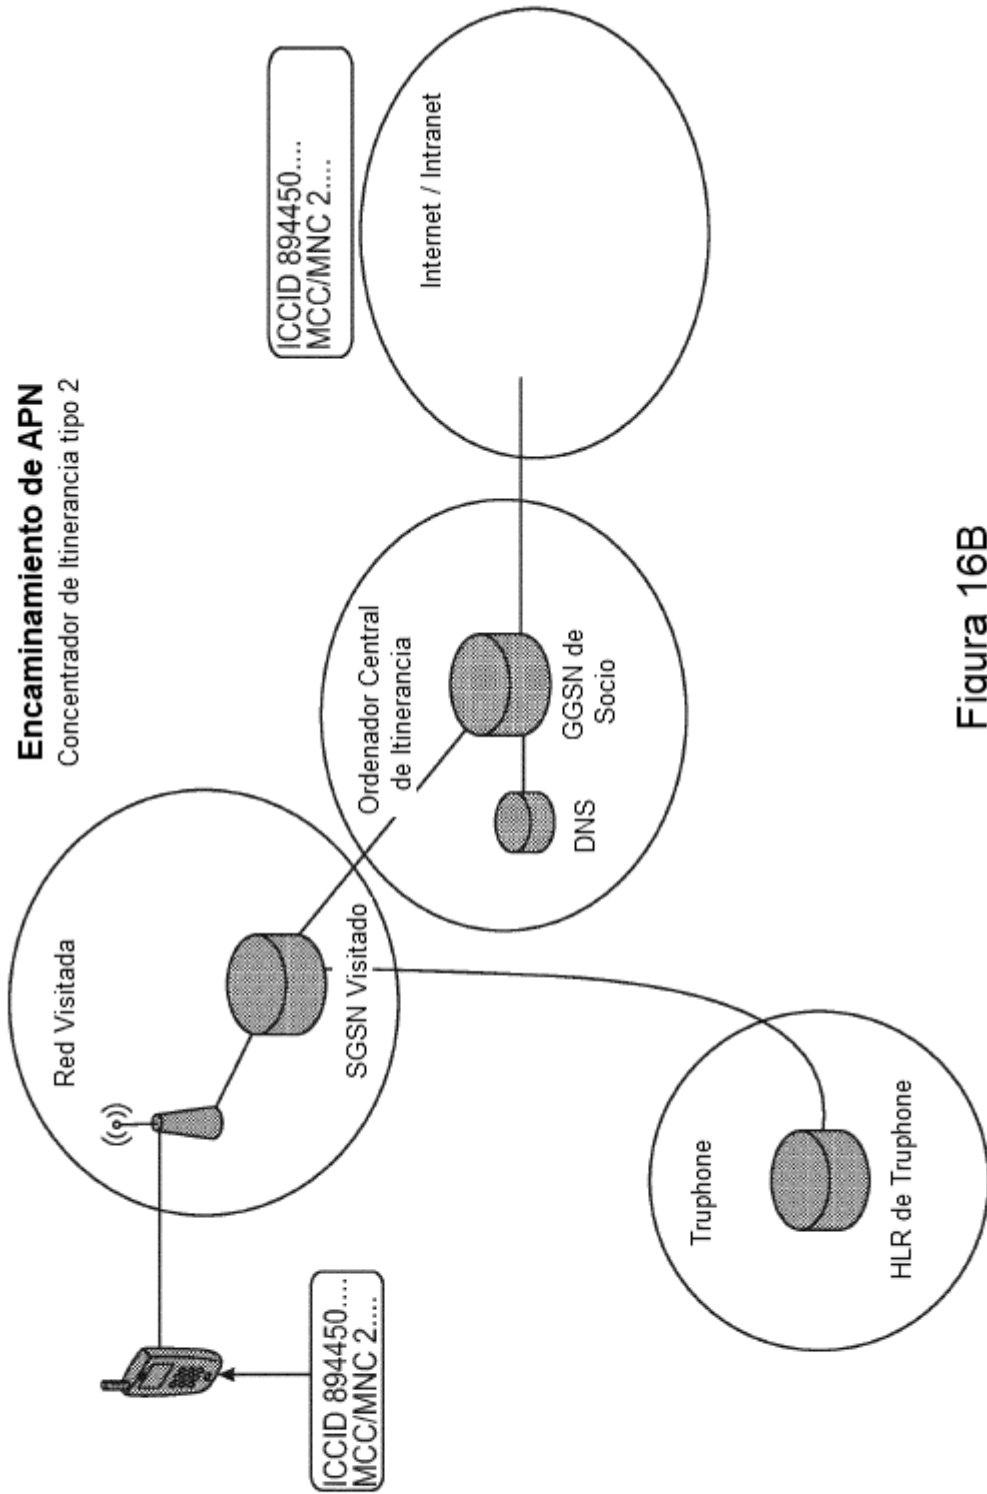 Encaminamiento de APN
Concentrador de Itinerancia tipo 2
Red Visitada
SGSN Visitado
ICCID 894450....
MCC/MNC 2....
Ordenador Central
de Itinerancia
GGSN de
Socio
DNS
ICCID 894450....
MCC/MNC 2....
Internet / Intranet
Truphone
HLR de Truphone
Figura 16B